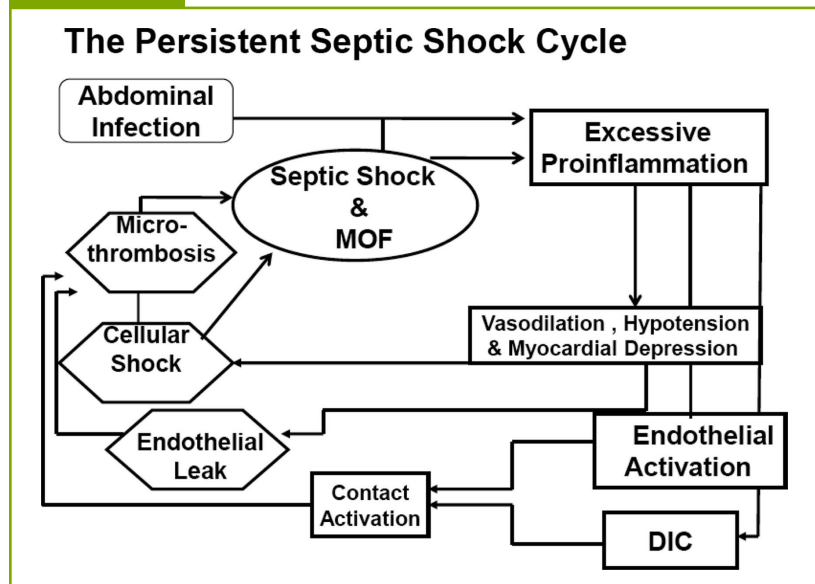 The Persistent Septic Shock Cycle
Abdominal
Infection
Excessive
Proinflammation
Septic Shock
&
MOF
Micro-
thrombosis
Vasodilation , Hypotension
& Myocardial Depression
Cellular
Shock
Endothelial
Leak
Endothelial
Activation
Contact
Activation
DIC